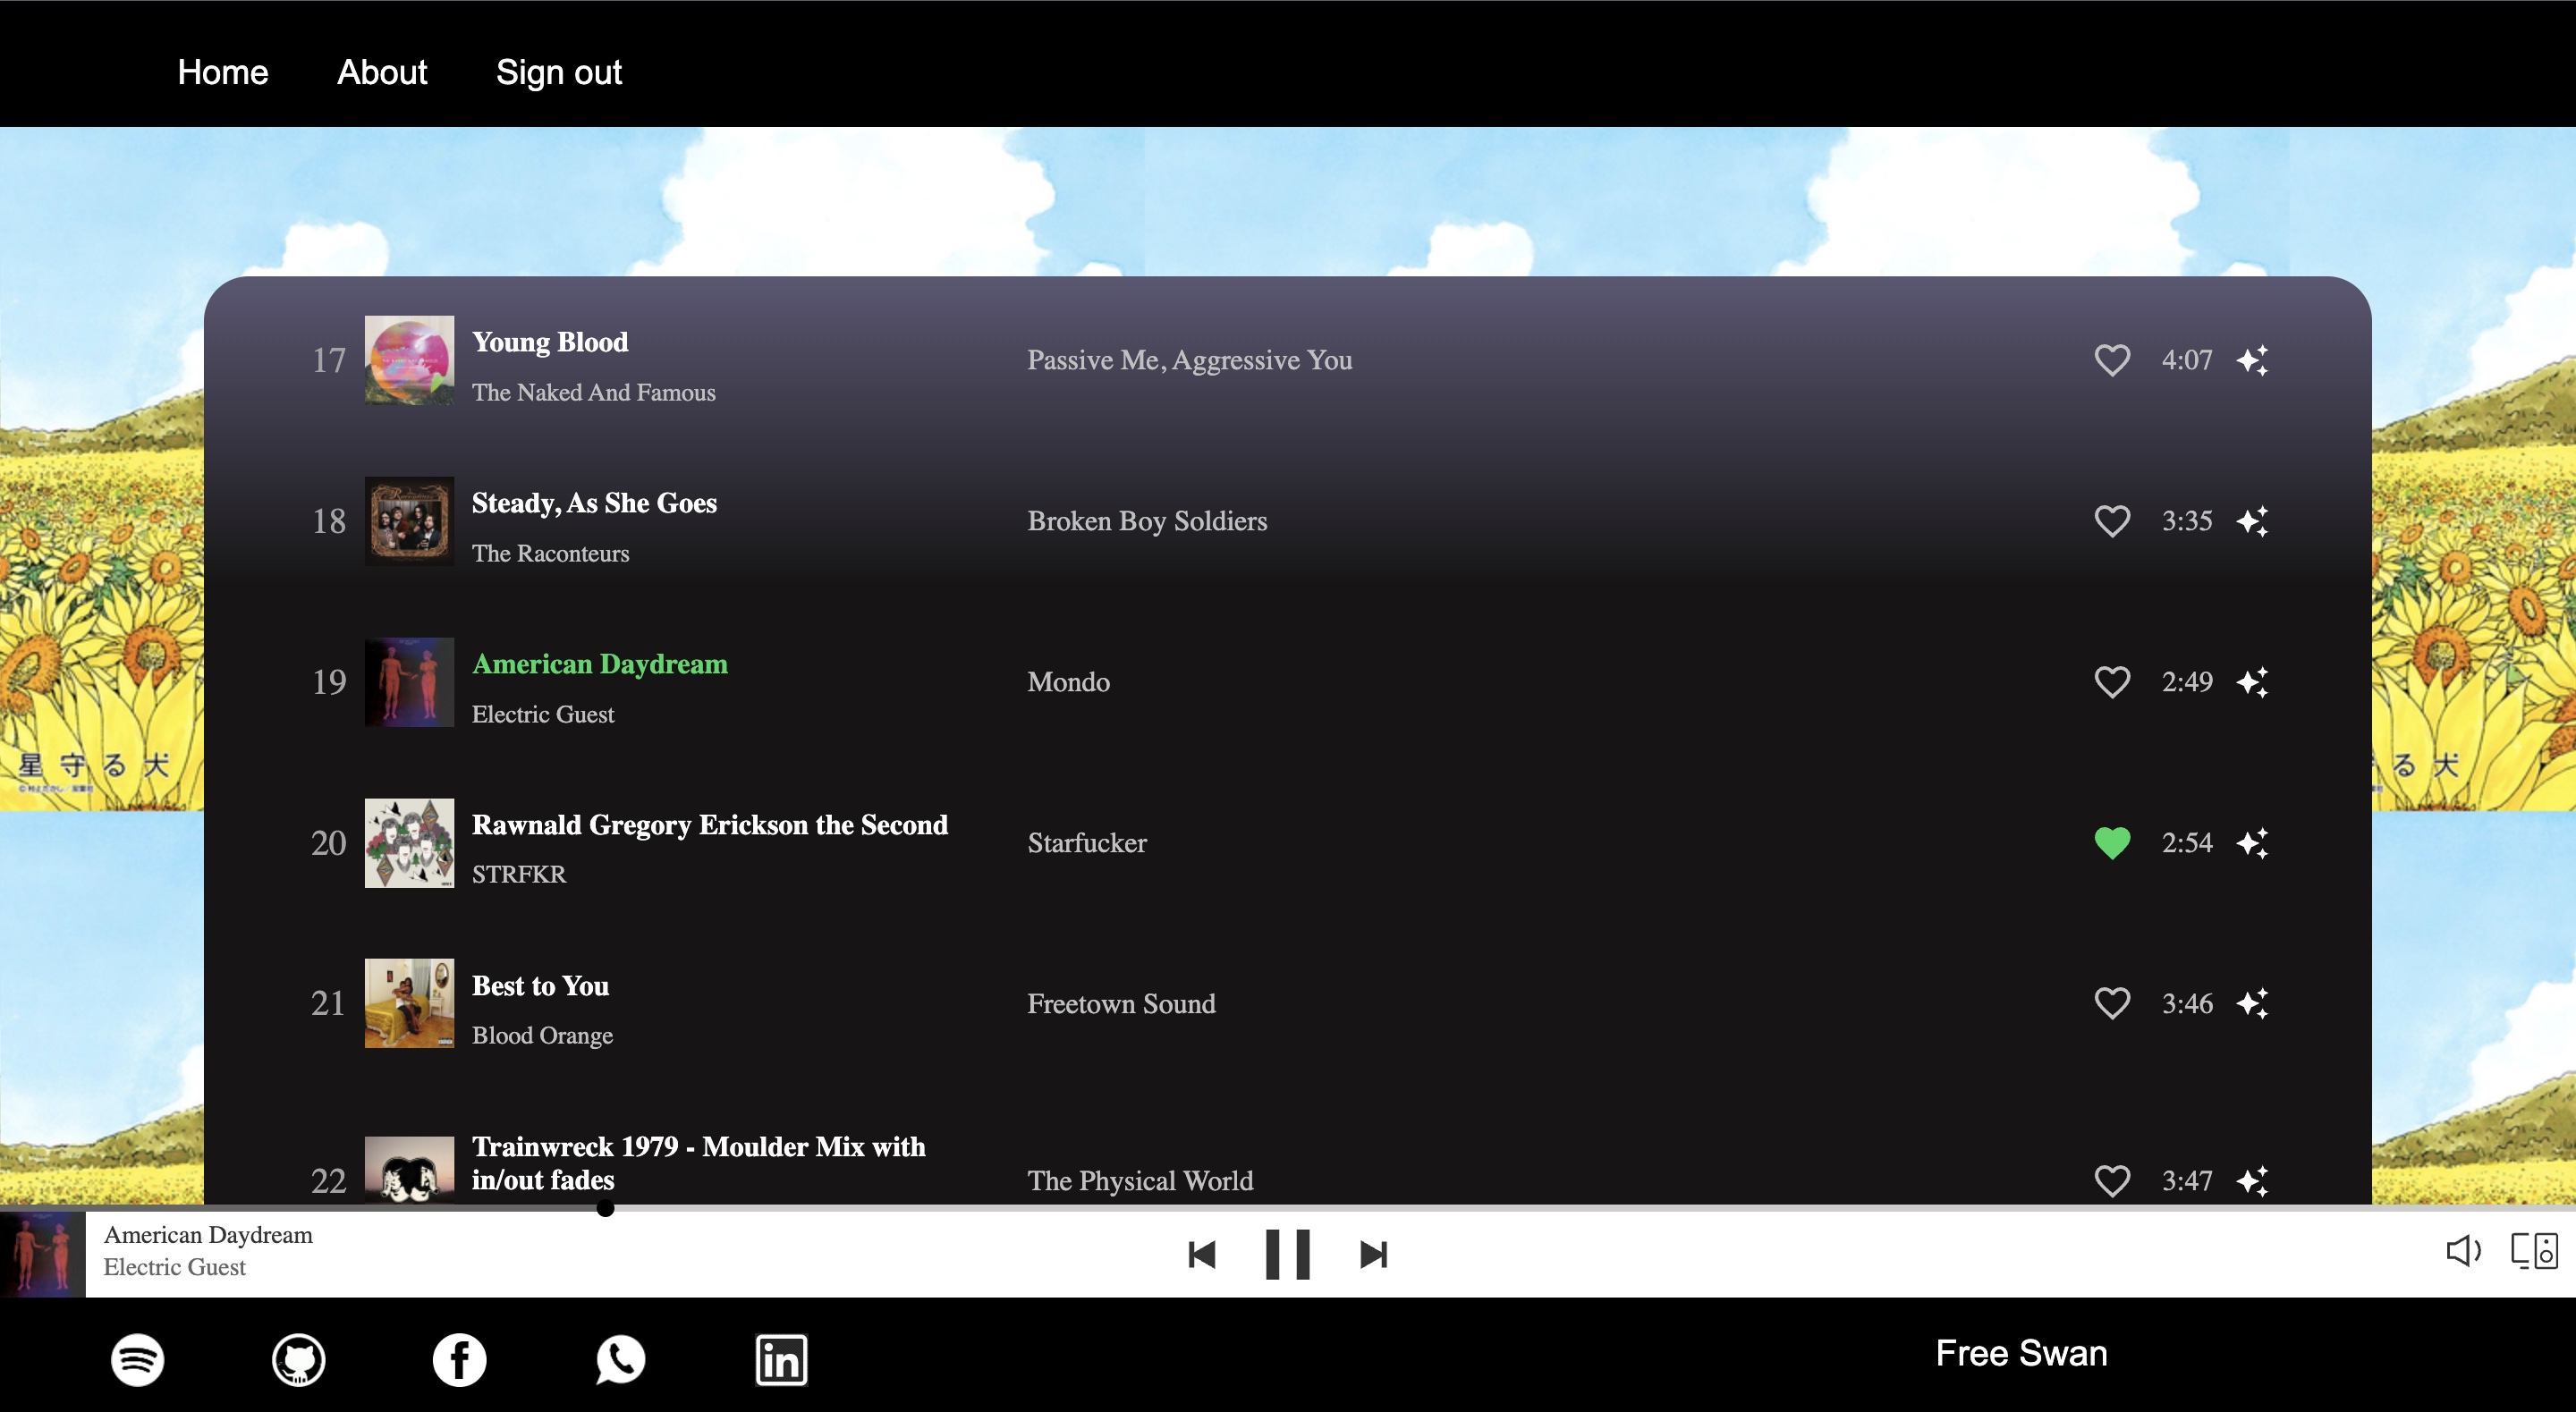 Home About Sign out
17 Young Blood Passive Me, Aggressive You 4:07
The Naked And Famous
18 Steady, As She Goes Broken Boy Soldiers 3:35
The Raconteurs
19 American Daydream Mondo 2:49
Electric Guest
20 Rawnald Gregory Erickson the Second Starfucker 2:54
STRFKR
21 Best to You Freetown Sound 3:46
Blood Orange
Trainwreck 1979 - Moulder Mix with
22 in/out fades The Physical World 3:47
星守る犬
る犬
American Daydream
Electric Guest
Free Swan